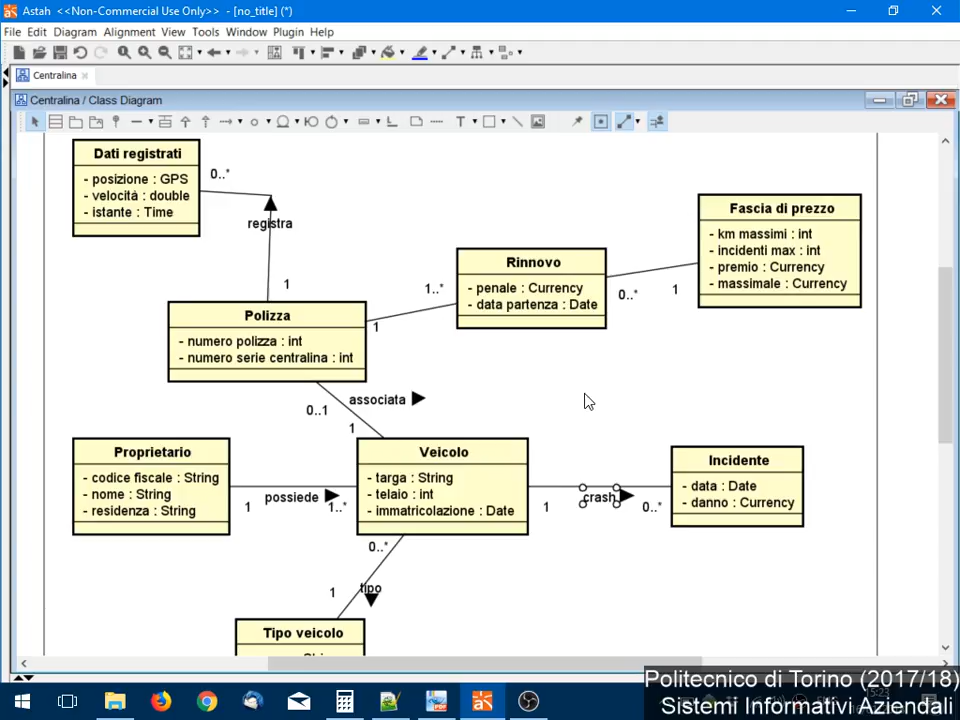 Astah <<Non-Commercial Use Only>> - [no_title] (*)
File Edit Diagram Alignment View Tools Window Plugin Help
Centralina
Centralina / Class Diagram
Dati registrati
- posizione : GPS
- velocità : double
- istante : Time
0..*
registra
1
Fascia di prezzo
- km massimi : int
- incidenti max : int
- premio : Currency
- massimale : Currency
Rinnovo
- penale : Currency
- data partenza : Date
1..*
0..*
1
Polizza
- numero polizza : int
- numero serie centralina : int
1
associata
0..1
1
Proprietario
- codice fiscale : String
- nome : String
- residenza : String
possiede
1
1..*
Veicolo
- targa : String
- telaio : int
- immatricolazione : Date
crash
1
0..*
Incidente
- data : Date
- danno : Currency
0..*
tipo
1
Tipo veicolo
Politecnico di Torino (2017/18)
Sistemi Informativi Aziendali